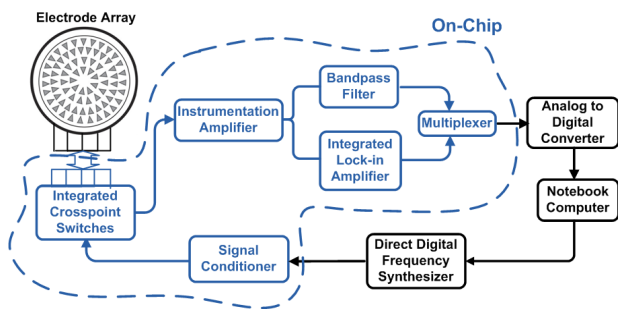 Electrode Array
On-Chip
Instrumentation
Amplifier
Bandpass
Filter
Integrated
Lock-in
Amplifier
Multiplexer
Analog to
Digital
Converter
Notebook
Computer
Integrated
Crosspoint
Switches
Signal
Conditioner
Direct Digital
Frequency
Synthesizer